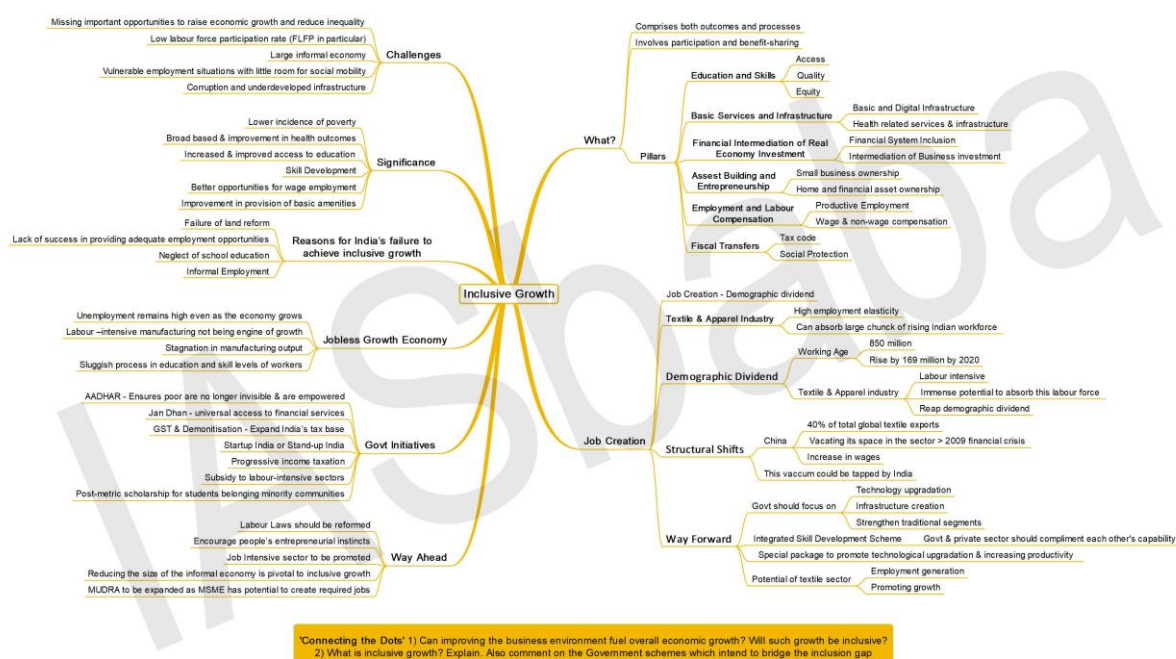 Inclusive Growth
Challenges
Missing important opportunities to raise economic growth and reduce inequality
Low labour force participation rate (FLFP in particular)
Large informal economy
Vulnerable employment situations with little room for social mobility
Corruption and underdeveloped infrastructure
Significance
Lower incidence of poverty
Broad based & improvement in health outcomes
Increased & improved access to education
Skill Development
Better opportunities for wage employment
Improvement in provision of basic amenities
Reasons for India's failure to
achieve inclusive growth
Failure of land reform
Lack of success in providing adequate employment opportunities
Neglect of school education
Informal Employment
Jobless Growth Economy
Unemployment remains high even as the economy grows
Labour –intensive manufacturing not being engine of growth
Stagnation in manufacturing output
Sluggish process in education and skill levels of workers
Govt Initiatives
AADHAR - Ensures poor are no longer invisible & are empowered
Jan Dhan - universal access to financial services
GST & Demonitisation - Expand India's tax base
Startup India or Stand-up India
Progressive income taxation
Subsidy to labour-intensive sectors
Post-metric scholarship for students belonging minority communities
Way Ahead
Labour Laws should be reformed
Encourage people's entrepreneurial instincts
Job Intensive sector to be promoted
Reducing the size of the informal economy is pivotal to inclusive growth
MUDRA to be expanded as MSME has potential to create required jobs
What?
Comprises both outcomes and processes
Involves participation and benefit-sharing
Pillars
Education and Skills
Access
Quality
Equity
Basic Services and Infrastructure
Basic and Digital Infrastructure
Health related services & infrastructure
Financial Intermediation of Real
Economy Investment
Financial System Inclusion
Intermediation of Business investment
Assest Building and
Entrepreneurship
Small business ownership
Home and financial asset ownership
Employment and Labour
Compensation
Productive Employment
Wage & non-wage compensation
Fiscal Transfers
Tax code
Social Protection
Job Creation
Job Creation - Demographic dividend
Textile & Apparel Industry
High employment elasticity
Can absorb large chunck of rising Indian workforce
Demographic Dividend
Working Age
850 million
Rise by 169 million by 2020
Textile & Apparel industry
Labour intensive
Immense potential to absorb this labour force
Reap demographic dividend
Structural Shifts
China
40% of total global textile exports
Vacating its space in the sector > 2009 financial crisis
Increase in wages
This vaccum could be tapped by India
Way Forward
Govt should focus on
Technology upgradation
Infrastructure creation
Strengthen traditional segments
Integrated Skill Development Scheme
Govt & private sector should compliment each other's capability
Special package to promote technological upgradation & increasing productivity
Potential of textile sector
Employment generation
Promoting growth
'Connecting the Dots' 1) Can improving the business environment fuel overall economic growth? Will such growth be inclusive?
2) What is inclusive growth? Explain. Also comment on the Government schemes which intend to bridge the inclusion gap
IASbaba